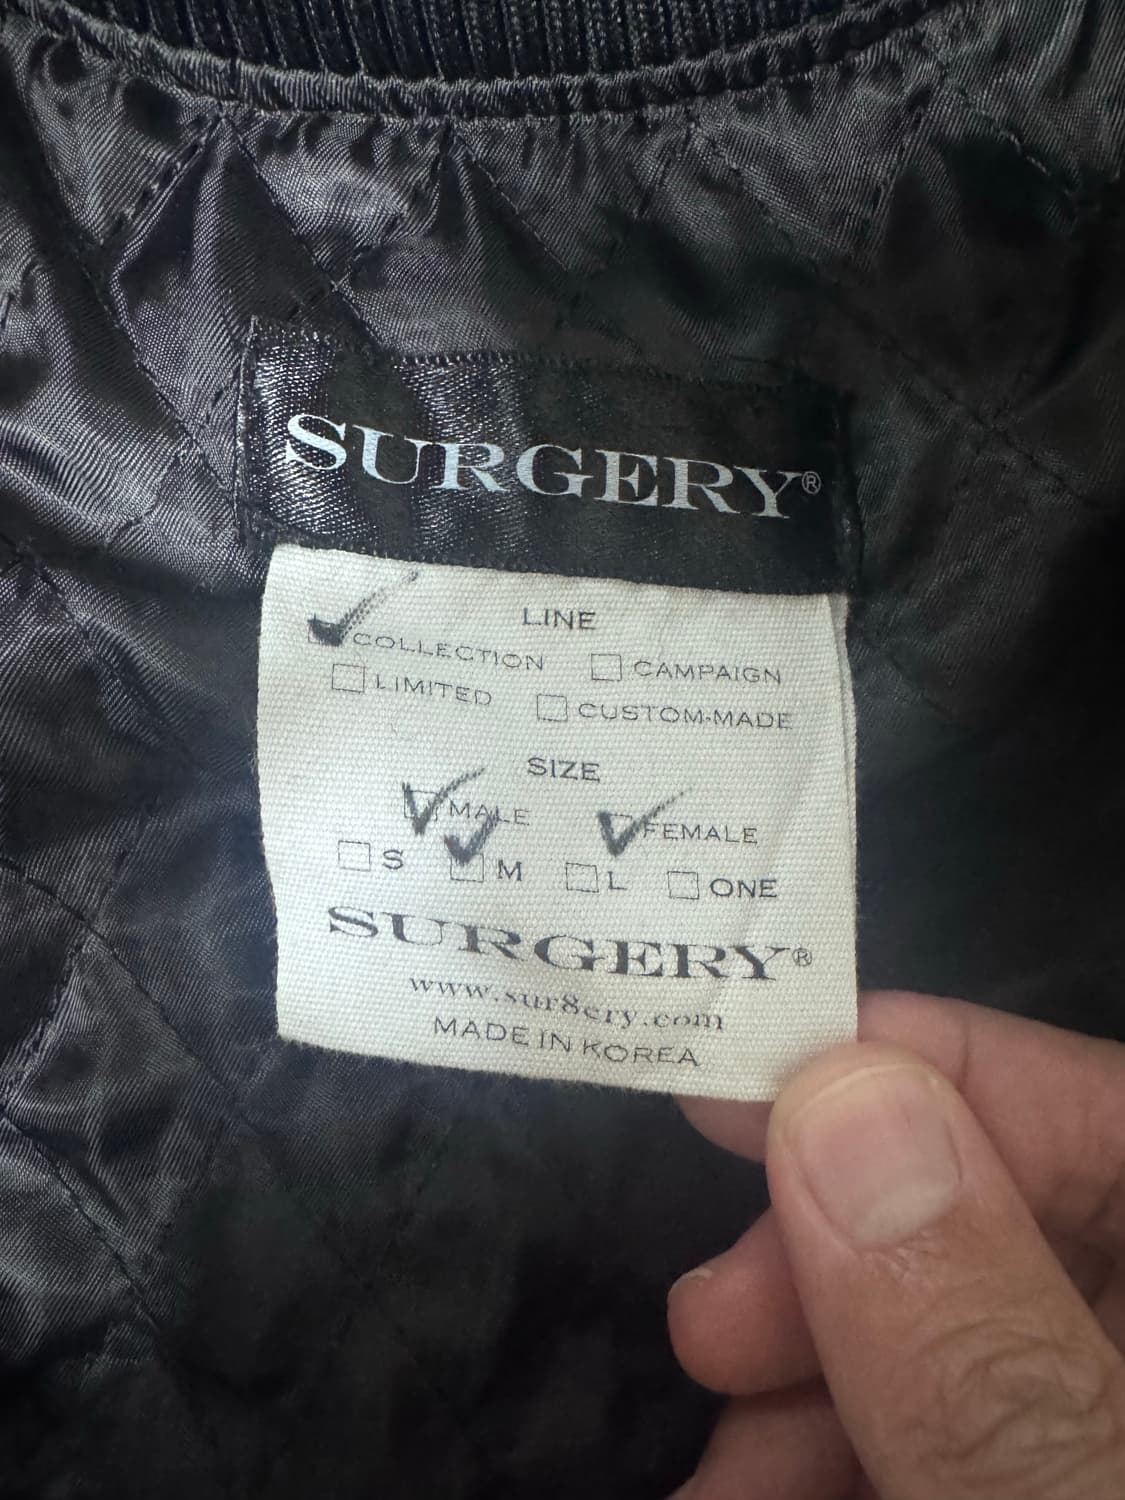 SURGERY®
LINE
COLLECTION CAMPAIGN
LIMITED CUSTOM-MADE
SIZE
MALE FEMALE
S M L ONE
SURGERY®
www.sur8ery.com
MADE IN KOREA